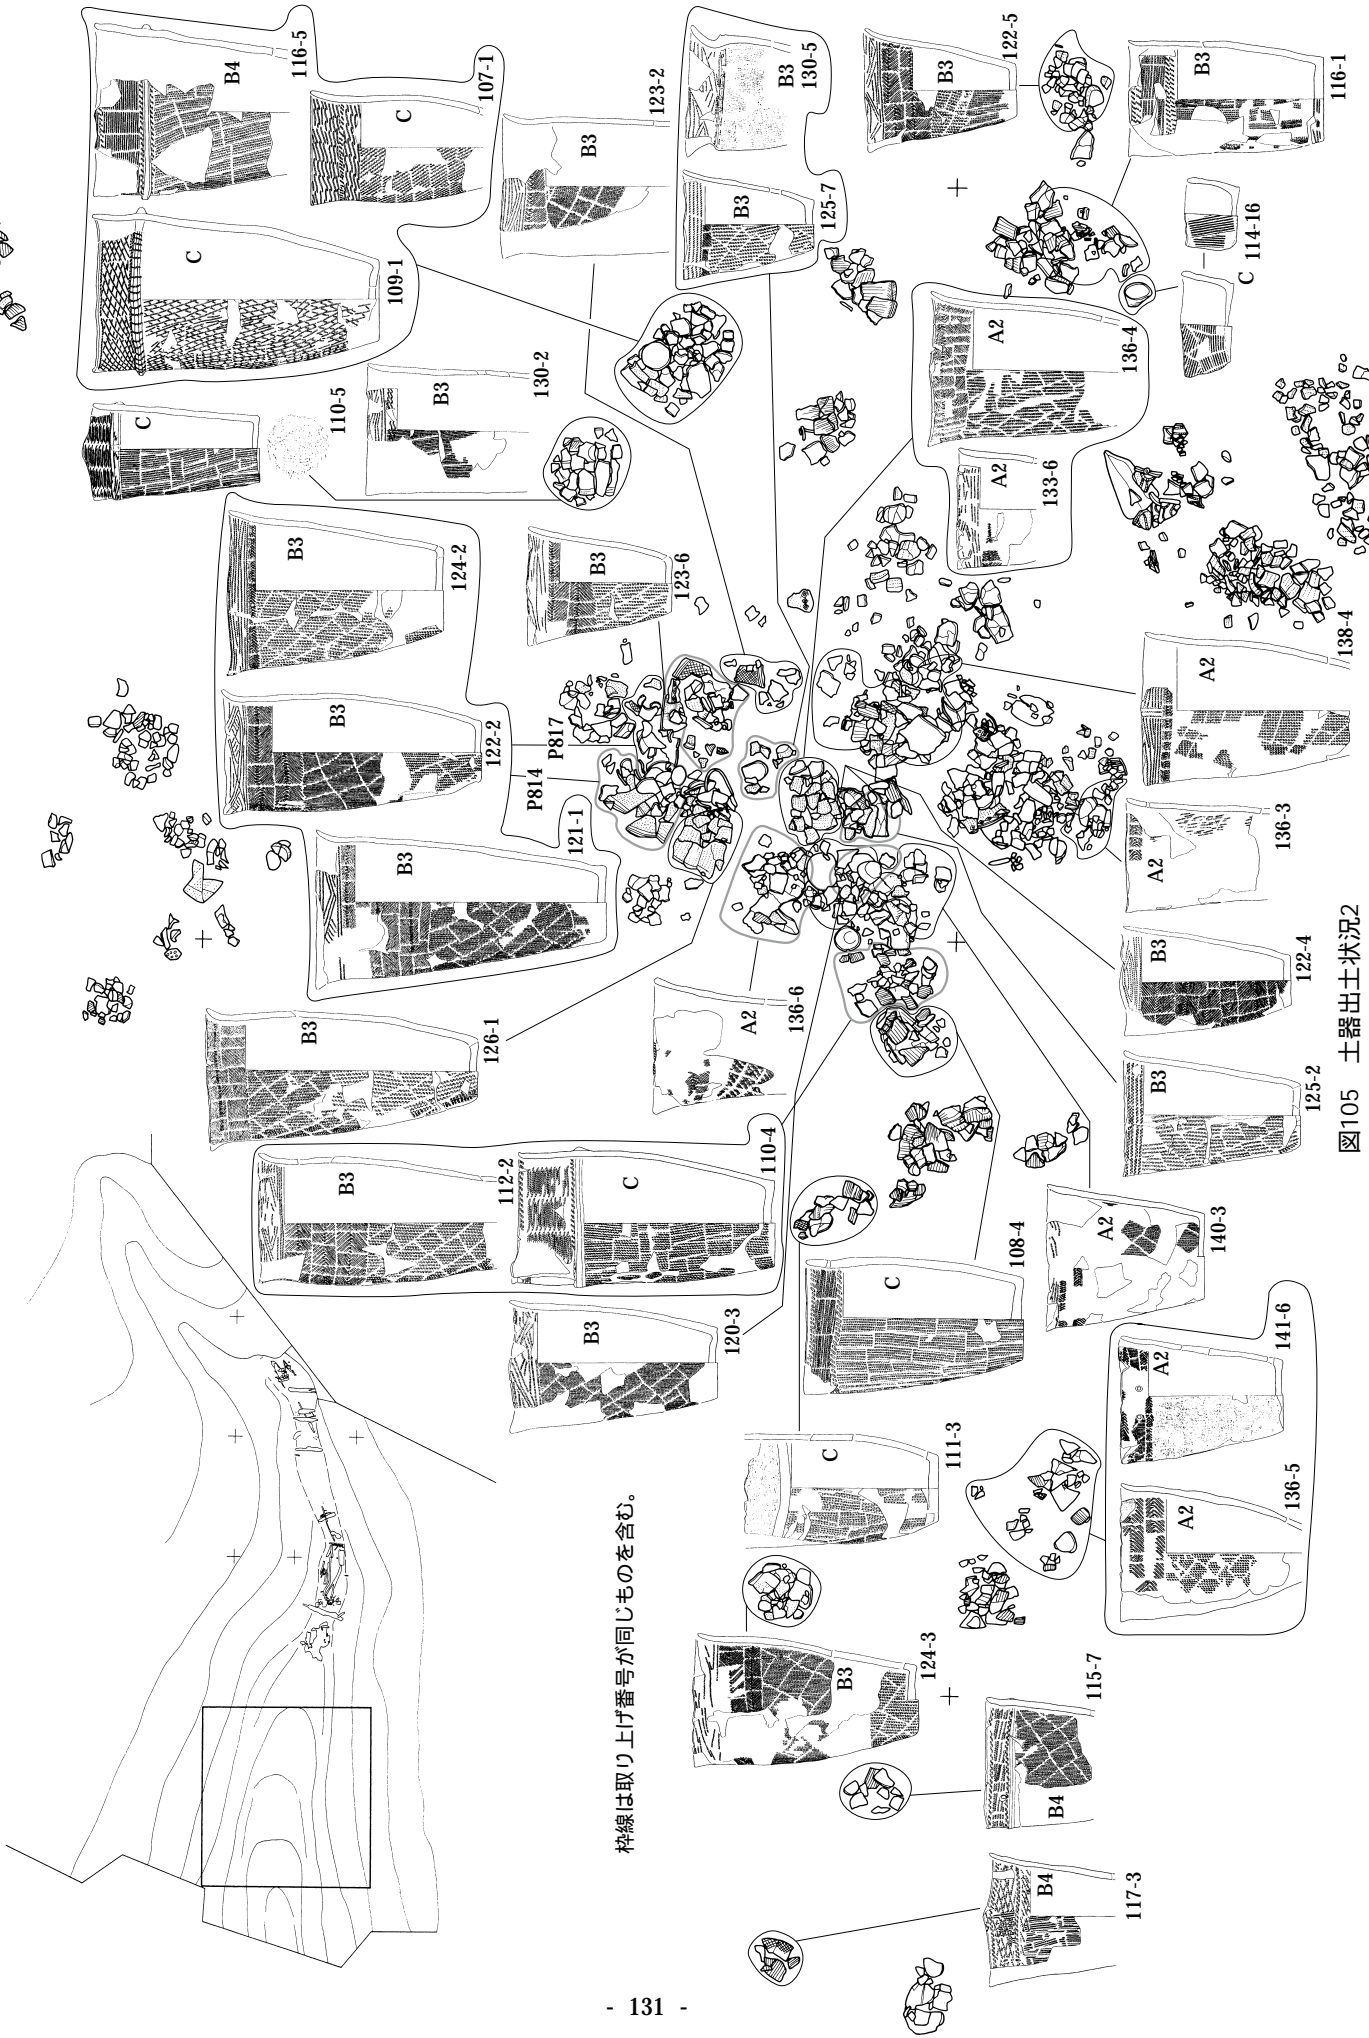 116-5
B4
107-1
C
109-1
C
123-2
B3
130-5
B3
125-7
B3
122-5
B3
116-1
B3
114-16
C
136-4
A2
133-6
A2
110-5
C
130-2
B3
124-2
B3
122-2
B3
121-1
B3
P817
P814
123-6
B3
138-4
A2
136-3
A2
122-4
B3
125-2
B3
126-1
B3
136-6
A2
112-2
B3
110-4
C
120-3
B3
108-4
C
140-3
A2
141-6
A2
136-5
A2
111-3
C
124-3
B3
115-7
B4
117-3
B4
枠線は取り上げ番号が同じものを含む。
図105 土器出土状況2
- 131 -